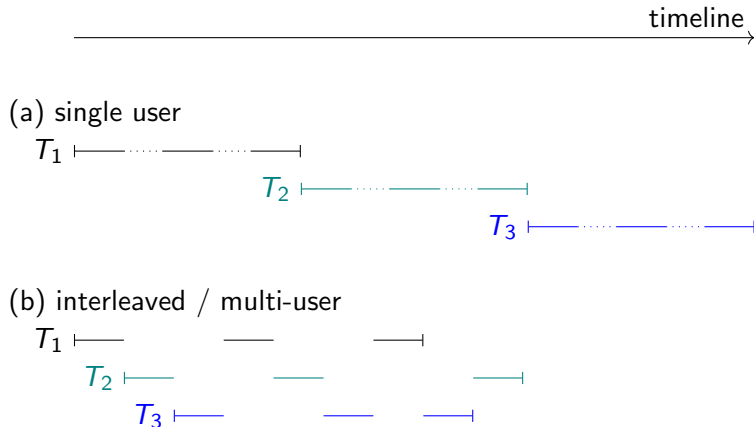 timeline
(a) single user
T₁
T₂
T₃
(b) interleaved / multi-user
T₁
T₂
T₃